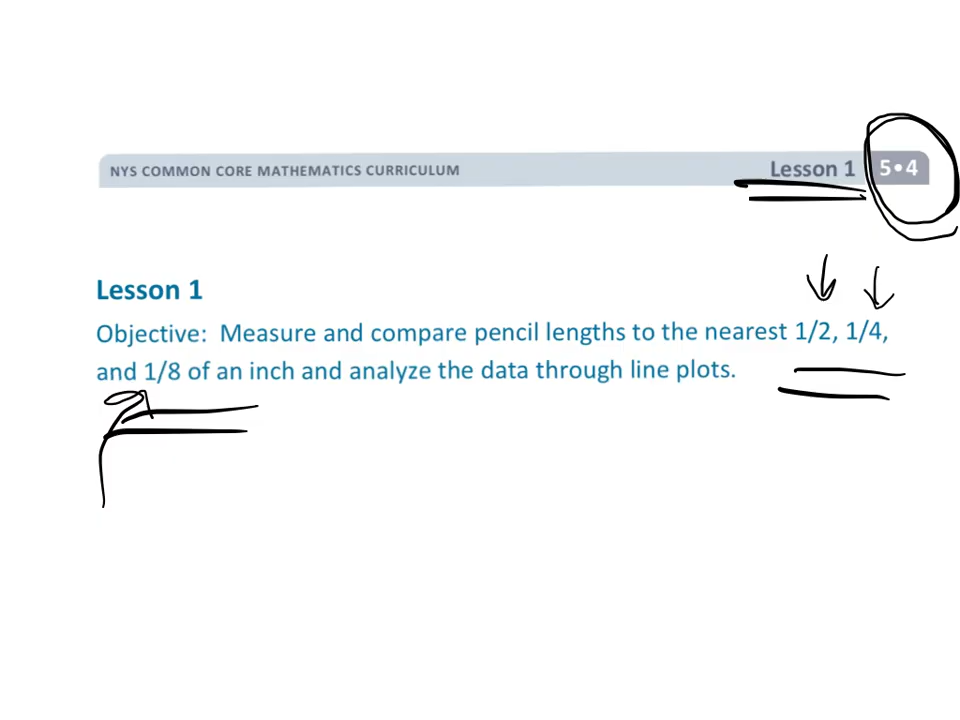 NYS COMMON CORE MATHEMATICS CURRICULUM Lesson 1 5•4
Lesson 1
Objective: Measure and compare pencil lengths to the nearest 1/2, 1/4,
and 1/8 of an inch and analyze the data through line plots.